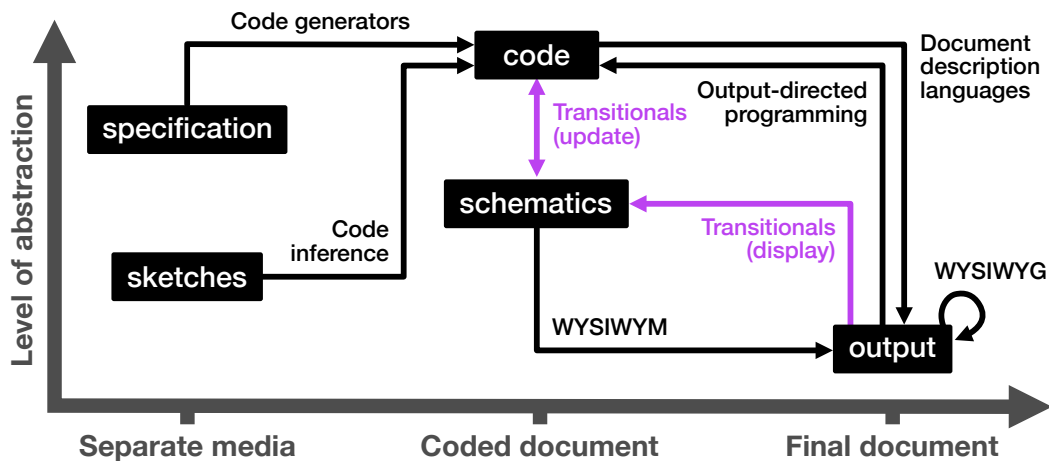 Code generators
code
Document
description
languages
Output-directed
programming
specification
Transitionals
(update)
Level of abstraction
schematics
Code
inference
Transitionals
(display)
sketches
WYSIWYG
WYSIWYM
output
Separate media
Coded document
Final document